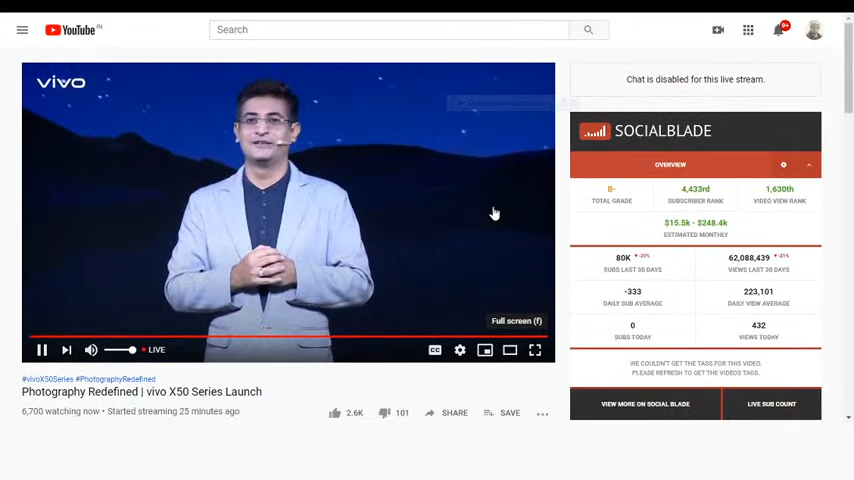 YouTube IN
Search
9+
vivo
Chat is disabled for this live stream.
SOCIALBLADE
OVERVIEW
B-
4,433rd
1,630th
TOTAL GRADE
SUBSCRIBER RANK
VIDEO VIEW RANK
$15.5k - $248.4k
ESTIMATED MONTHLY
80K -20%
62,088,439 -31%
SUBS LAST 30 DAYS
VIEWS LAST 30 DAYS
-333
223,101
DAILY SUB AVERAGE
DAILY VIEW AVERAGE
0
432
SUBS TODAY
VIEWS TODAY
WE COULDN'T GET THE TAGS FOR THIS VIDEO.
PLEASE REFRESH TO GET THE VIDEOS TAGS.
VIEW MORE ON SOCIAL BLADE
LIVE SUB COUNT
Full screen (f)
LIVE
CC
#vivoX50Series #PhotographyRedefined
Photography Redefined | vivo X50 Series Launch
6,700 watching now • Started streaming 25 minutes ago
2.6K
101
SHARE
SAVE